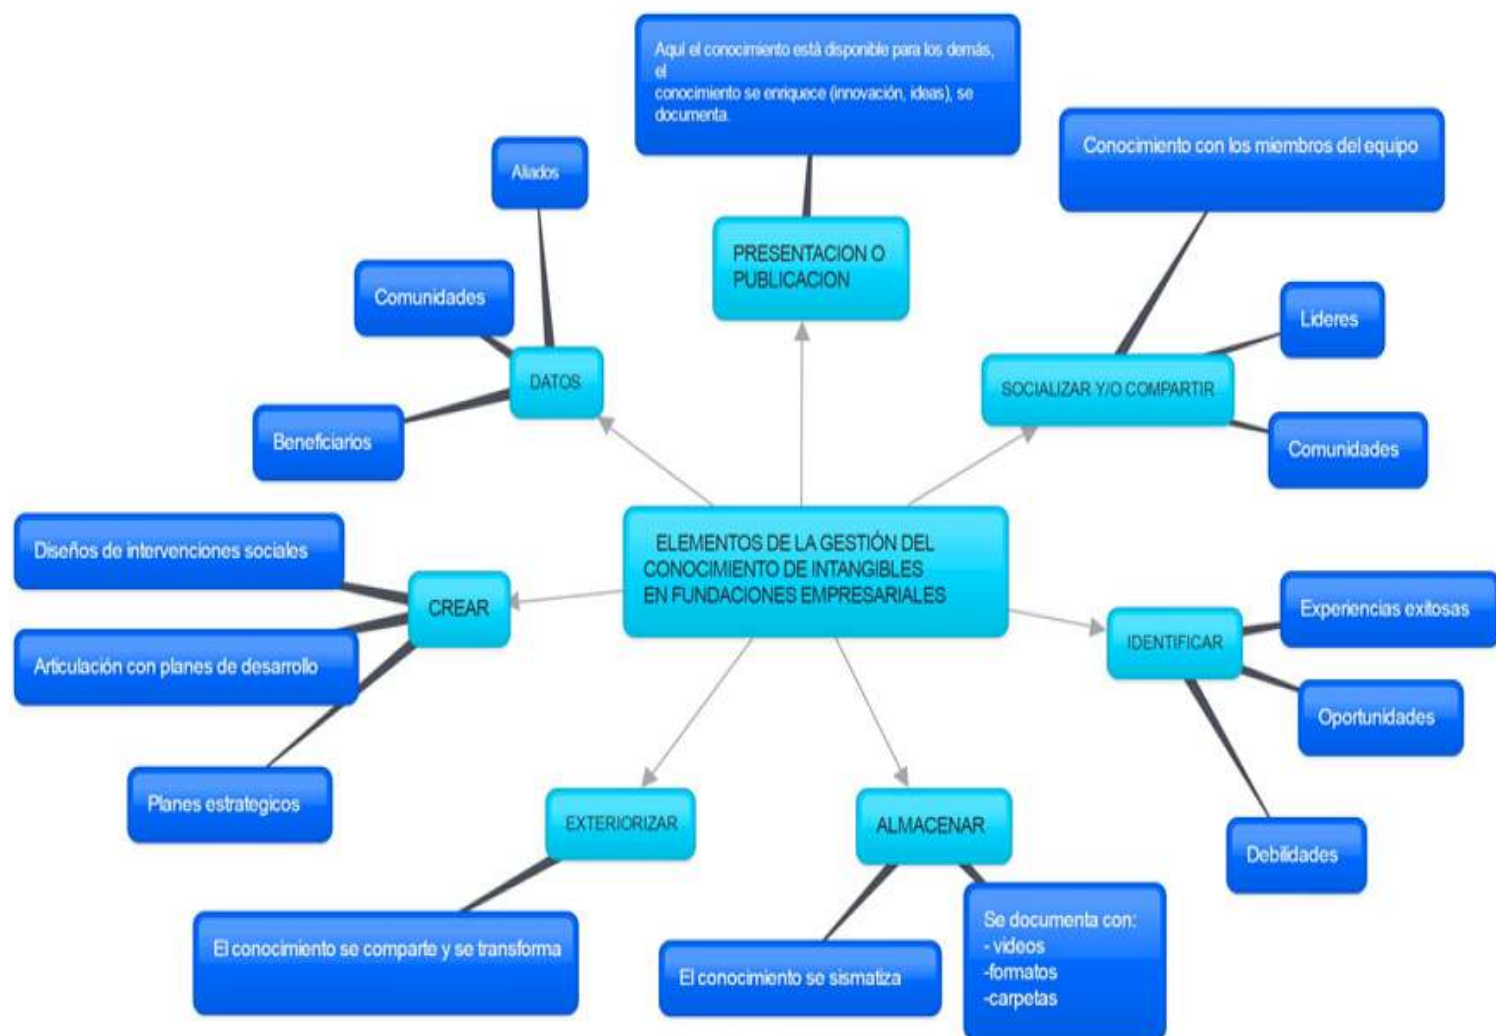 Aquí el conocimiento está disponible para los demás,
el
conocimiento se enriquece (innovación, ideas), se
documenta.
Conocimiento con los miembros del equipo
Aliados
PRESENTACION O
PUBLICACION
Comunidades
Lideres
DATOS
SOCIALIZAR Y/O COMPARTIR
Beneficiarios
Comunidades
ELEMENTOS DE LA GESTIÓN DEL
CONOCIMIENTO DE INTANGIBLES
EN FUNDACIONES EMPRESARIALES
Diseños de intervenciones sociales
CREAR
Experiencias exitosas
IDENTIFICAR
Articulación con planes de desarrollo
Oportunidades
Planes estrategicos
EXTERIORIZAR
ALMACENAR
Debilidades
El conocimiento se comparte y se transforma
El conocimiento se sismatiza
Se documenta con:
- videos
-formatos
-carpetas